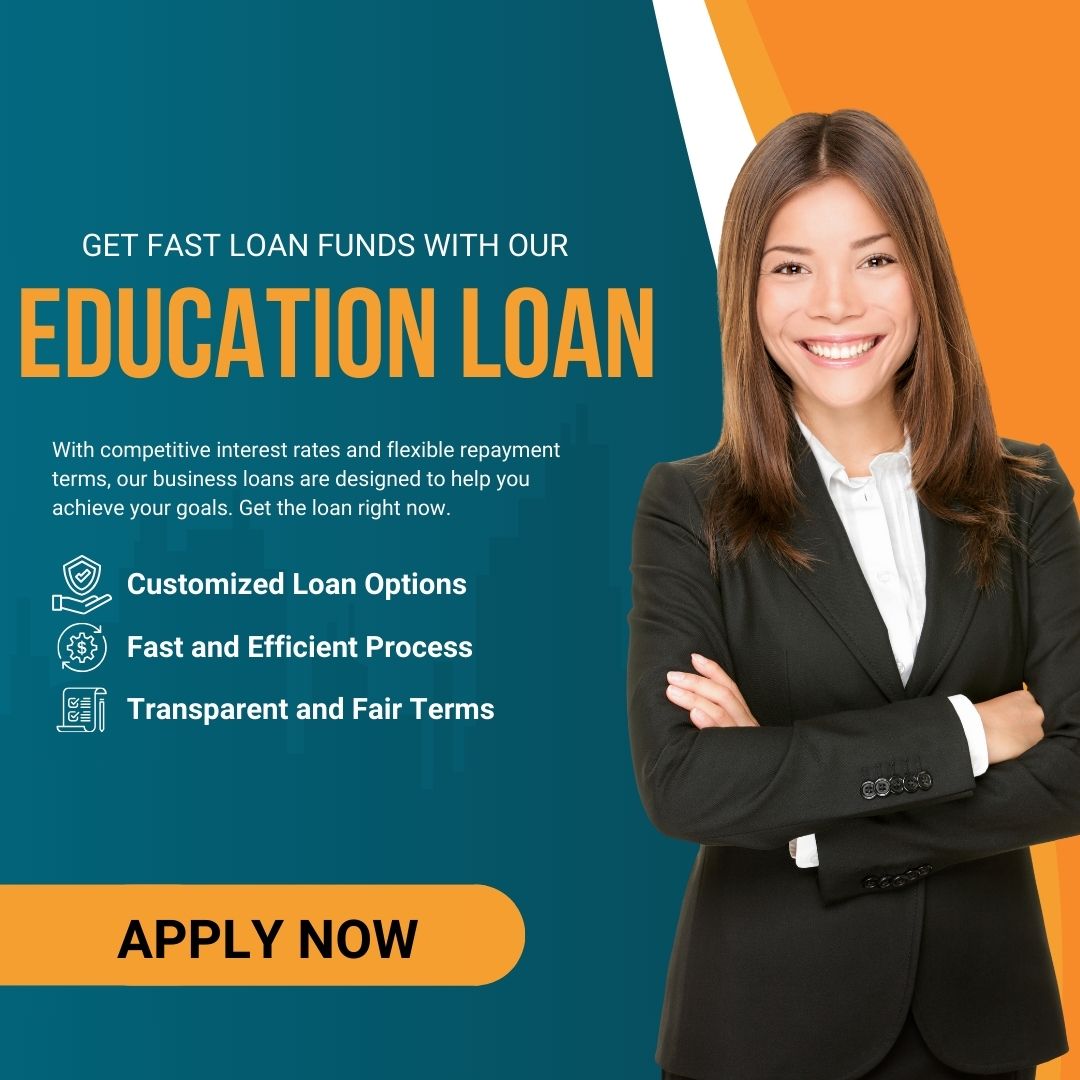 GET FAST LOAN FUNDS WITH OUR
EDUCATION LOAN
With competitive interest rates and flexible repayment
terms, our business loans are designed to help you
achieve your goals. Get the loan right now.
Customized Loan Options
Fast and Efficient Process
Transparent and Fair Terms
APPLY NOW